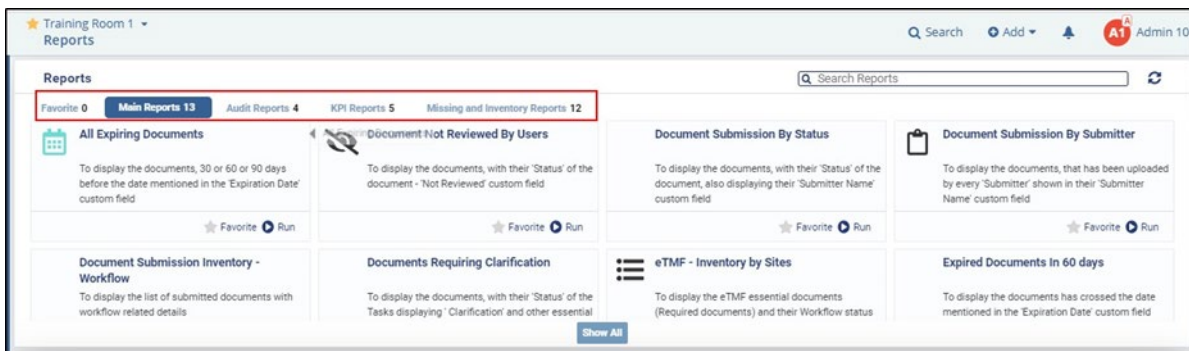 Training Room 1
Reports
Search
Add
A
A1
Admin 10
Reports
Search Reports
Favorite 0
Main Reports 13
Audit Reports 4
KPI Reports 5
Missing and Inventory Reports 12
All Expiring Documents
To display the documents, 30 or 60 or 90 days
before the date mentioned in the 'Expiration Date'
custom field
Favorite Run
Document Not Reviewed By Users
To display the documents, with their 'Status' of the
document - 'Not Reviewed' custom field
Favorite Run
Document Submission By Status
To display the documents, with their 'Status' of the
document, also displaying their 'Submitter Name'
custom field
Favorite Run
Document Submission By Submitter
To display the documents, that has been uploaded
by every 'Submitter' shown in their 'Submitter
Name' custom field
Favorite Run
Document Submission Inventory -
Workflow
To display the list of submitted documents with
workflow related details
Documents Requiring Clarification
To display the documents, with their 'Status' of the
Tasks displaying ' Clarification' and other essential
eTMF - Inventory by Sites
To display the eTMF essential documents
(Required documents) and their Workflow status
Expired Documents In 60 days
To display the documents has crossed the date
mentioned in the 'Expiration Date' custom field
Show All